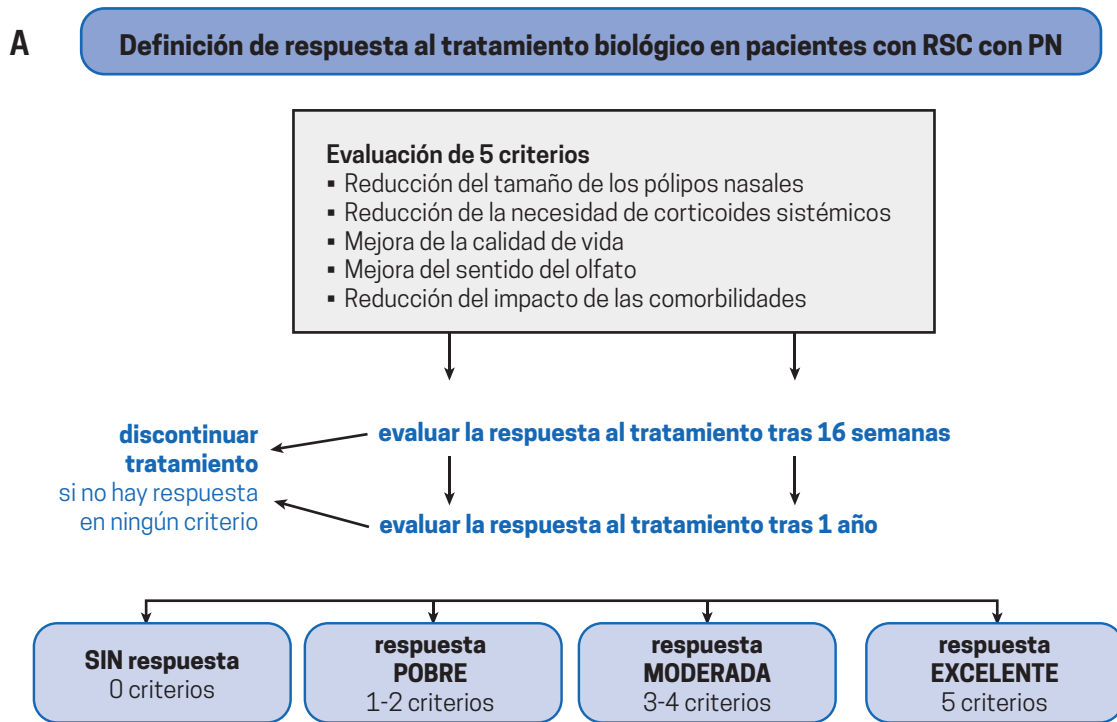 A
Definición de respuesta al tratamiento biológico en pacientes con RSC con PN
Evaluación de 5 criterios
▪ Reducción del tamaño de los pólipos nasales
▪ Reducción de la necesidad de corticoides sistémicos
▪ Mejora de la calidad de vida
▪ Mejora del sentido del olfato
▪ Reducción del impacto de las comorbilidades
evaluar la respuesta al tratamiento tras 16 semanas
discontinuar
tratamiento
si no hay respuesta
en ningún criterio
evaluar la respuesta al tratamiento tras 1 año
SIN respuesta
0 criterios
respuesta
POBRE
1-2 criterios
respuesta
MODERADA
3-4 criterios
respuesta
EXCELENTE
5 criterios